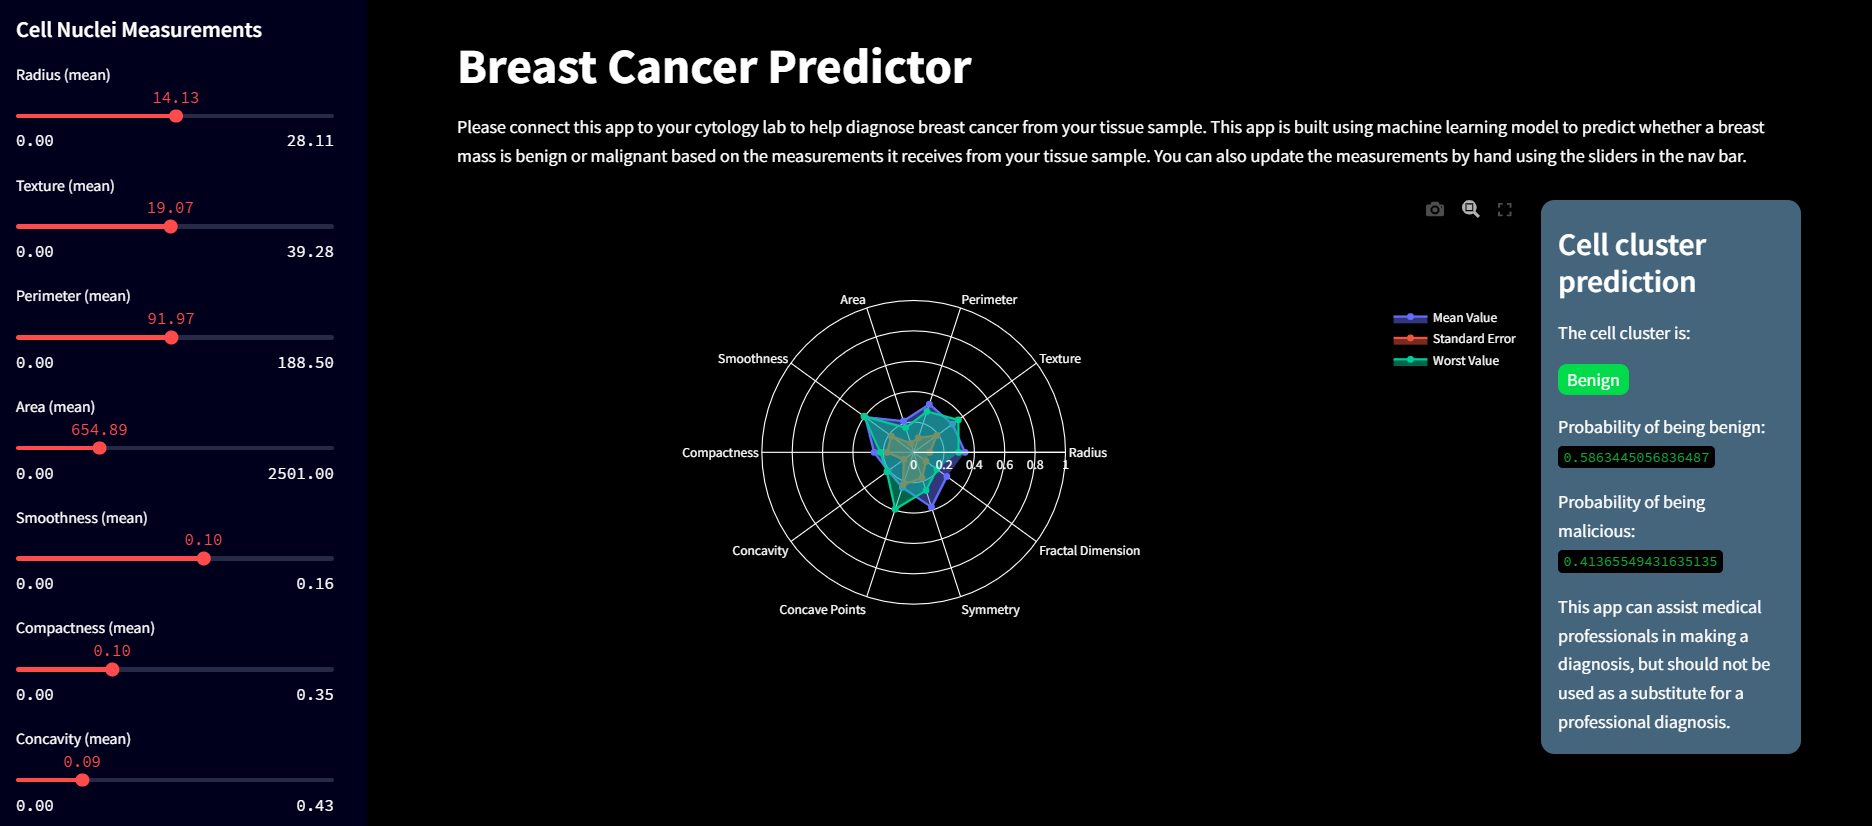 Cell Nuclei Measurements
Radius (mean)
14.13
0.00 28.11
Texture (mean)
19.07
0.00 39.28
Perimeter (mean)
91.97
0.00 188.50
Area (mean)
654.89
0.00 2501.00
Smoothness (mean)
0.10
0.00 0.16
Compactness (mean)
0.10
0.00 0.35
Concavity (mean)
0.09
0.00 0.43
Breast Cancer Predictor
Please connect this app to your cytology lab to help diagnose breast cancer from your tissue sample. This app is built using machine learning model to predict whether a breast
mass is benign or malignant based on the measurements it receives from your tissue sample. You can also update the measurements by hand using the sliders in the nav bar.
Area Perimeter
Smoothness Texture
Compactness Radius
0 0.2 0.4 0.6 0.8 1
Concavity Fractal Dimension
Concave Points Symmetry
Mean Value
Standard Error
Worst Value
Cell cluster
prediction
The cell cluster is:
Benign
Probability of being benign:
0.5863445056836487
Probability of being
malicious:
0.41365549431635135
This app can assist medical
professionals in making a
diagnosis, but should not be
used as a substitute for a
professional diagnosis.